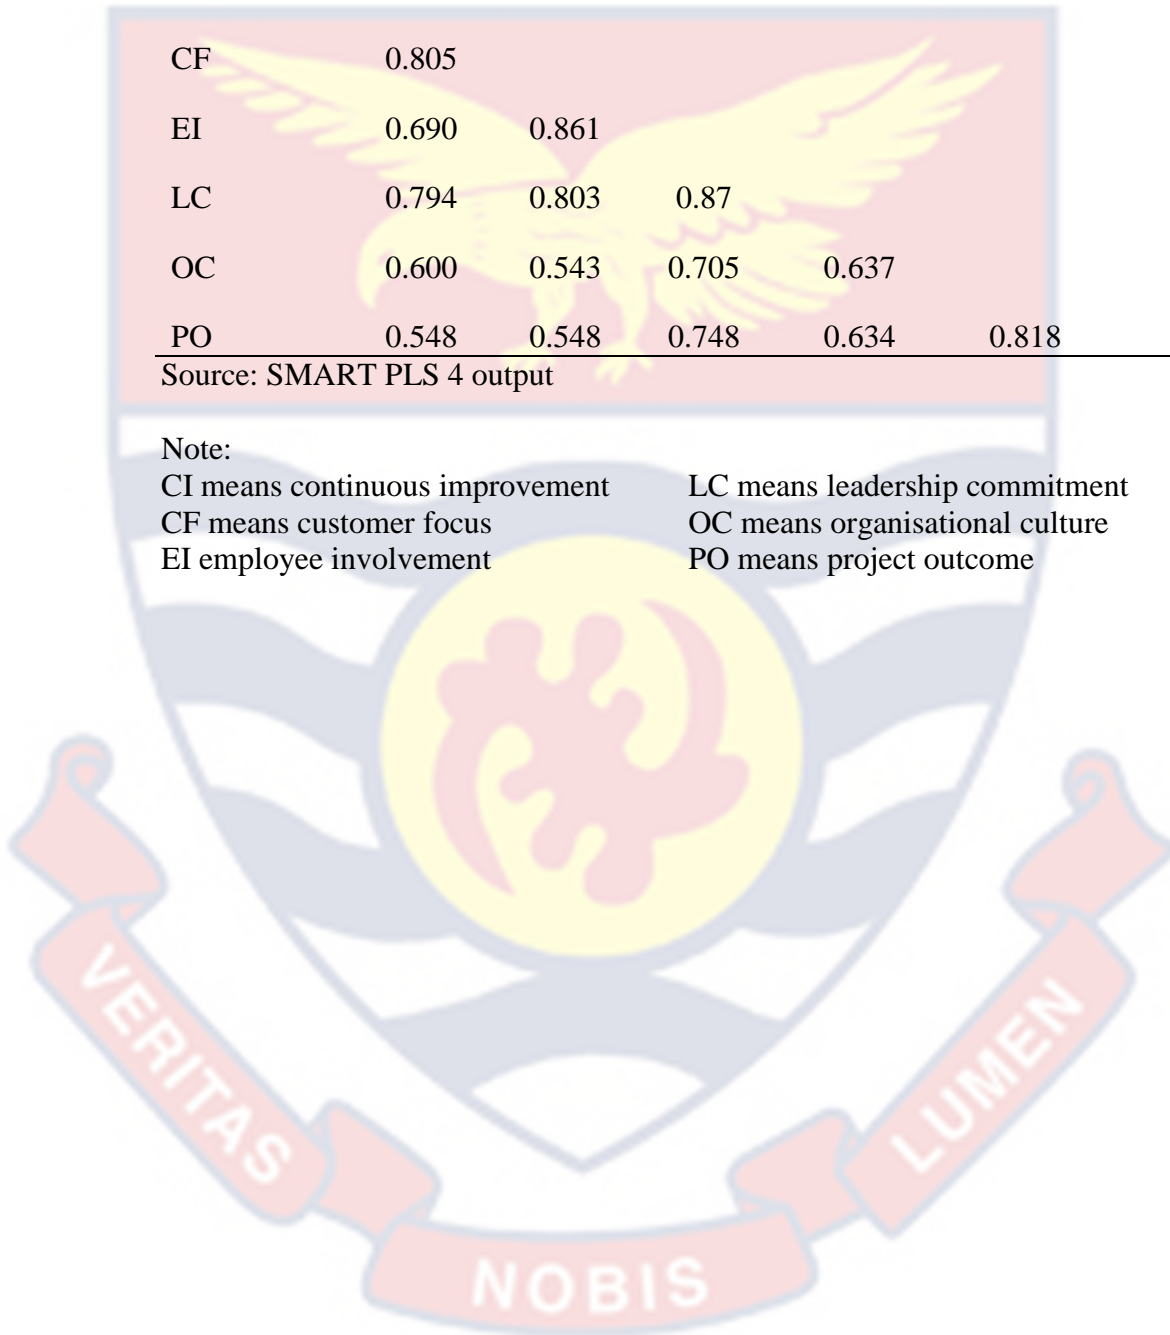 CF 0.805
EI 0.690 0.861
LC 0.794 0.803 0.87
OC 0.600 0.543 0.705 0.637
PO 0.548 0.548 0.748 0.634 0.818
Source: SMART PLS 4 output
Note:
CI means continuous improvement LC means leadership commitment
CF means customer focus OC means organisational culture
EI employee involvement PO means project outcome
VERITAS
NOBIS
LUMEN